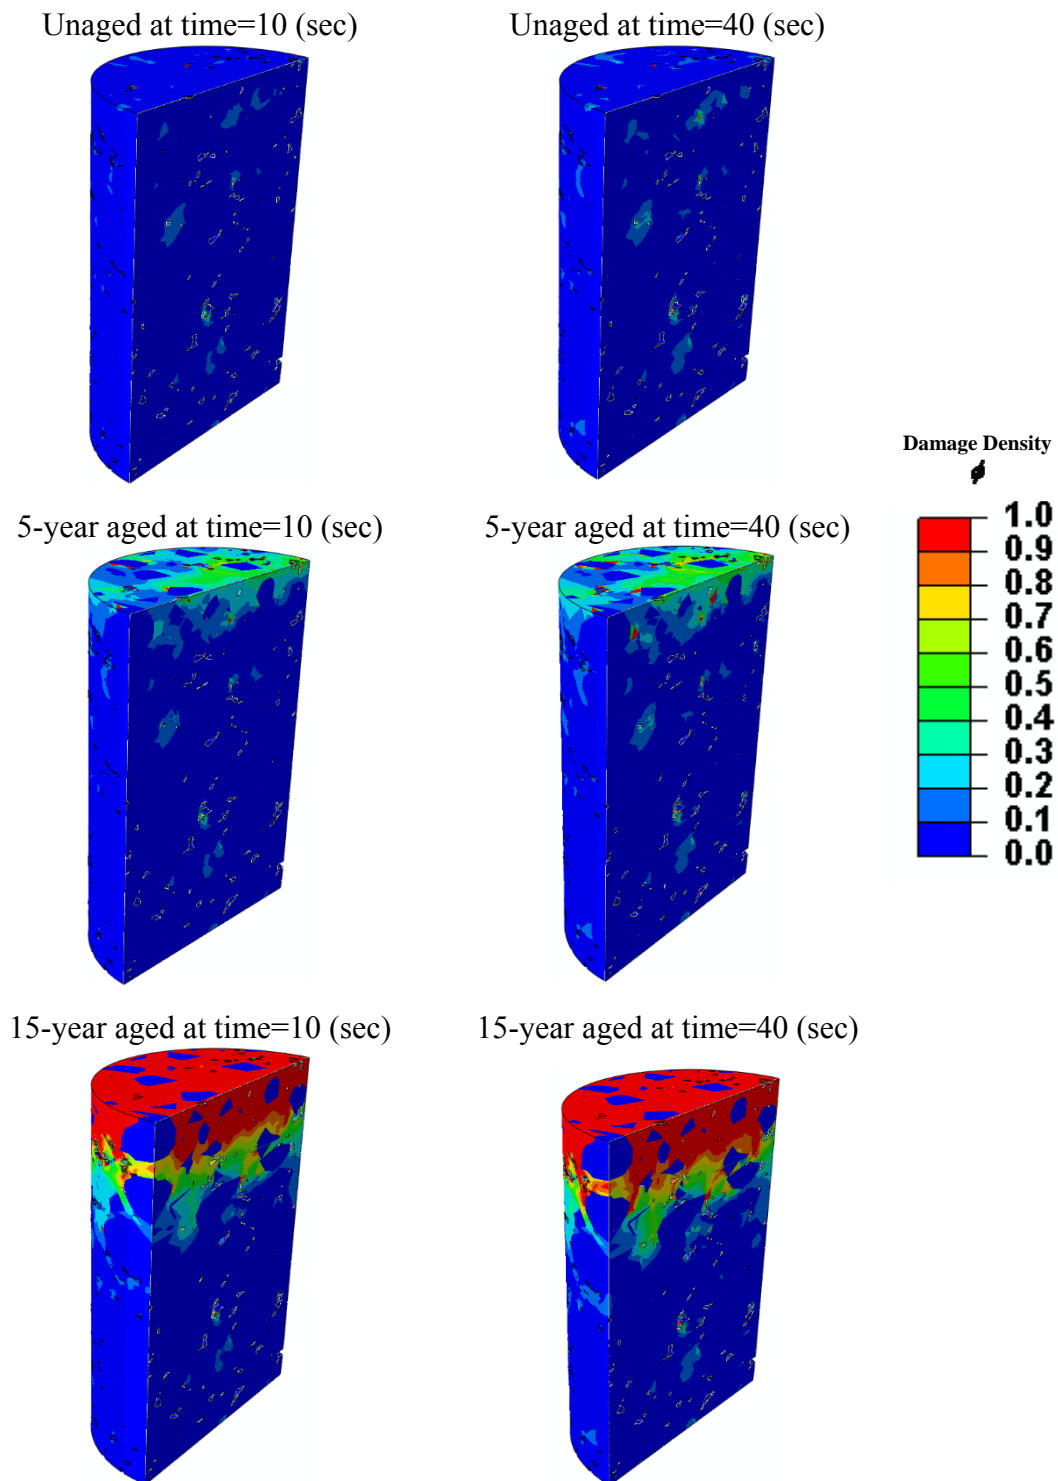 Unaged at time=10 (sec)
Unaged at time=40 (sec)
Damage Density
ϕ
5-year aged at time=10 (sec)
5-year aged at time=40 (sec)
1.0
0.9
0.8
0.7
0.6
0.5
0.4
0.3
0.2
0.1
0.0
15-year aged at time=10 (sec)
15-year aged at time=40 (sec)